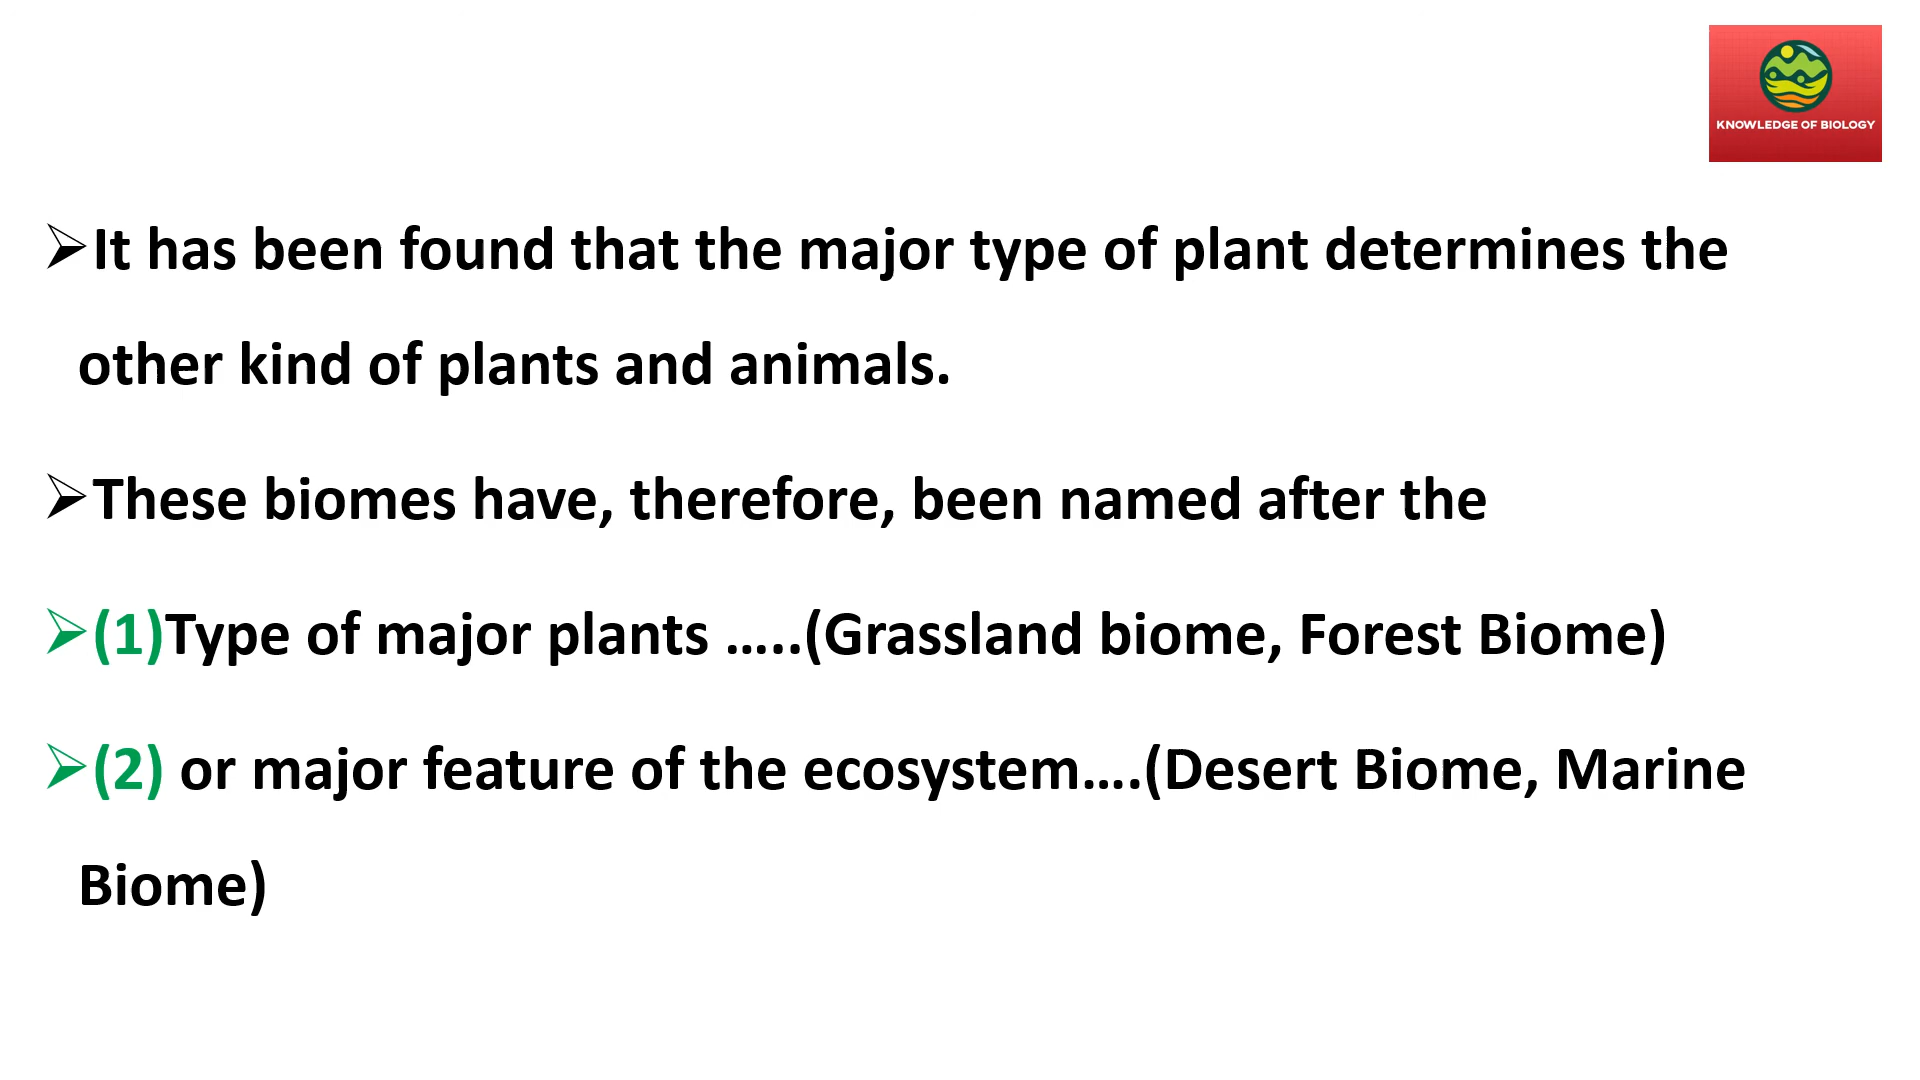 KNOWLEDGE OF BIOLOGY
➢It has been found that the major type of plant determines the
other kind of plants and animals.
➢These biomes have, therefore, been named after the
➢(1)Type of major plants …..(Grassland biome, Forest Biome)
➢(2) or major feature of the ecosystem….(Desert Biome, Marine
Biome)